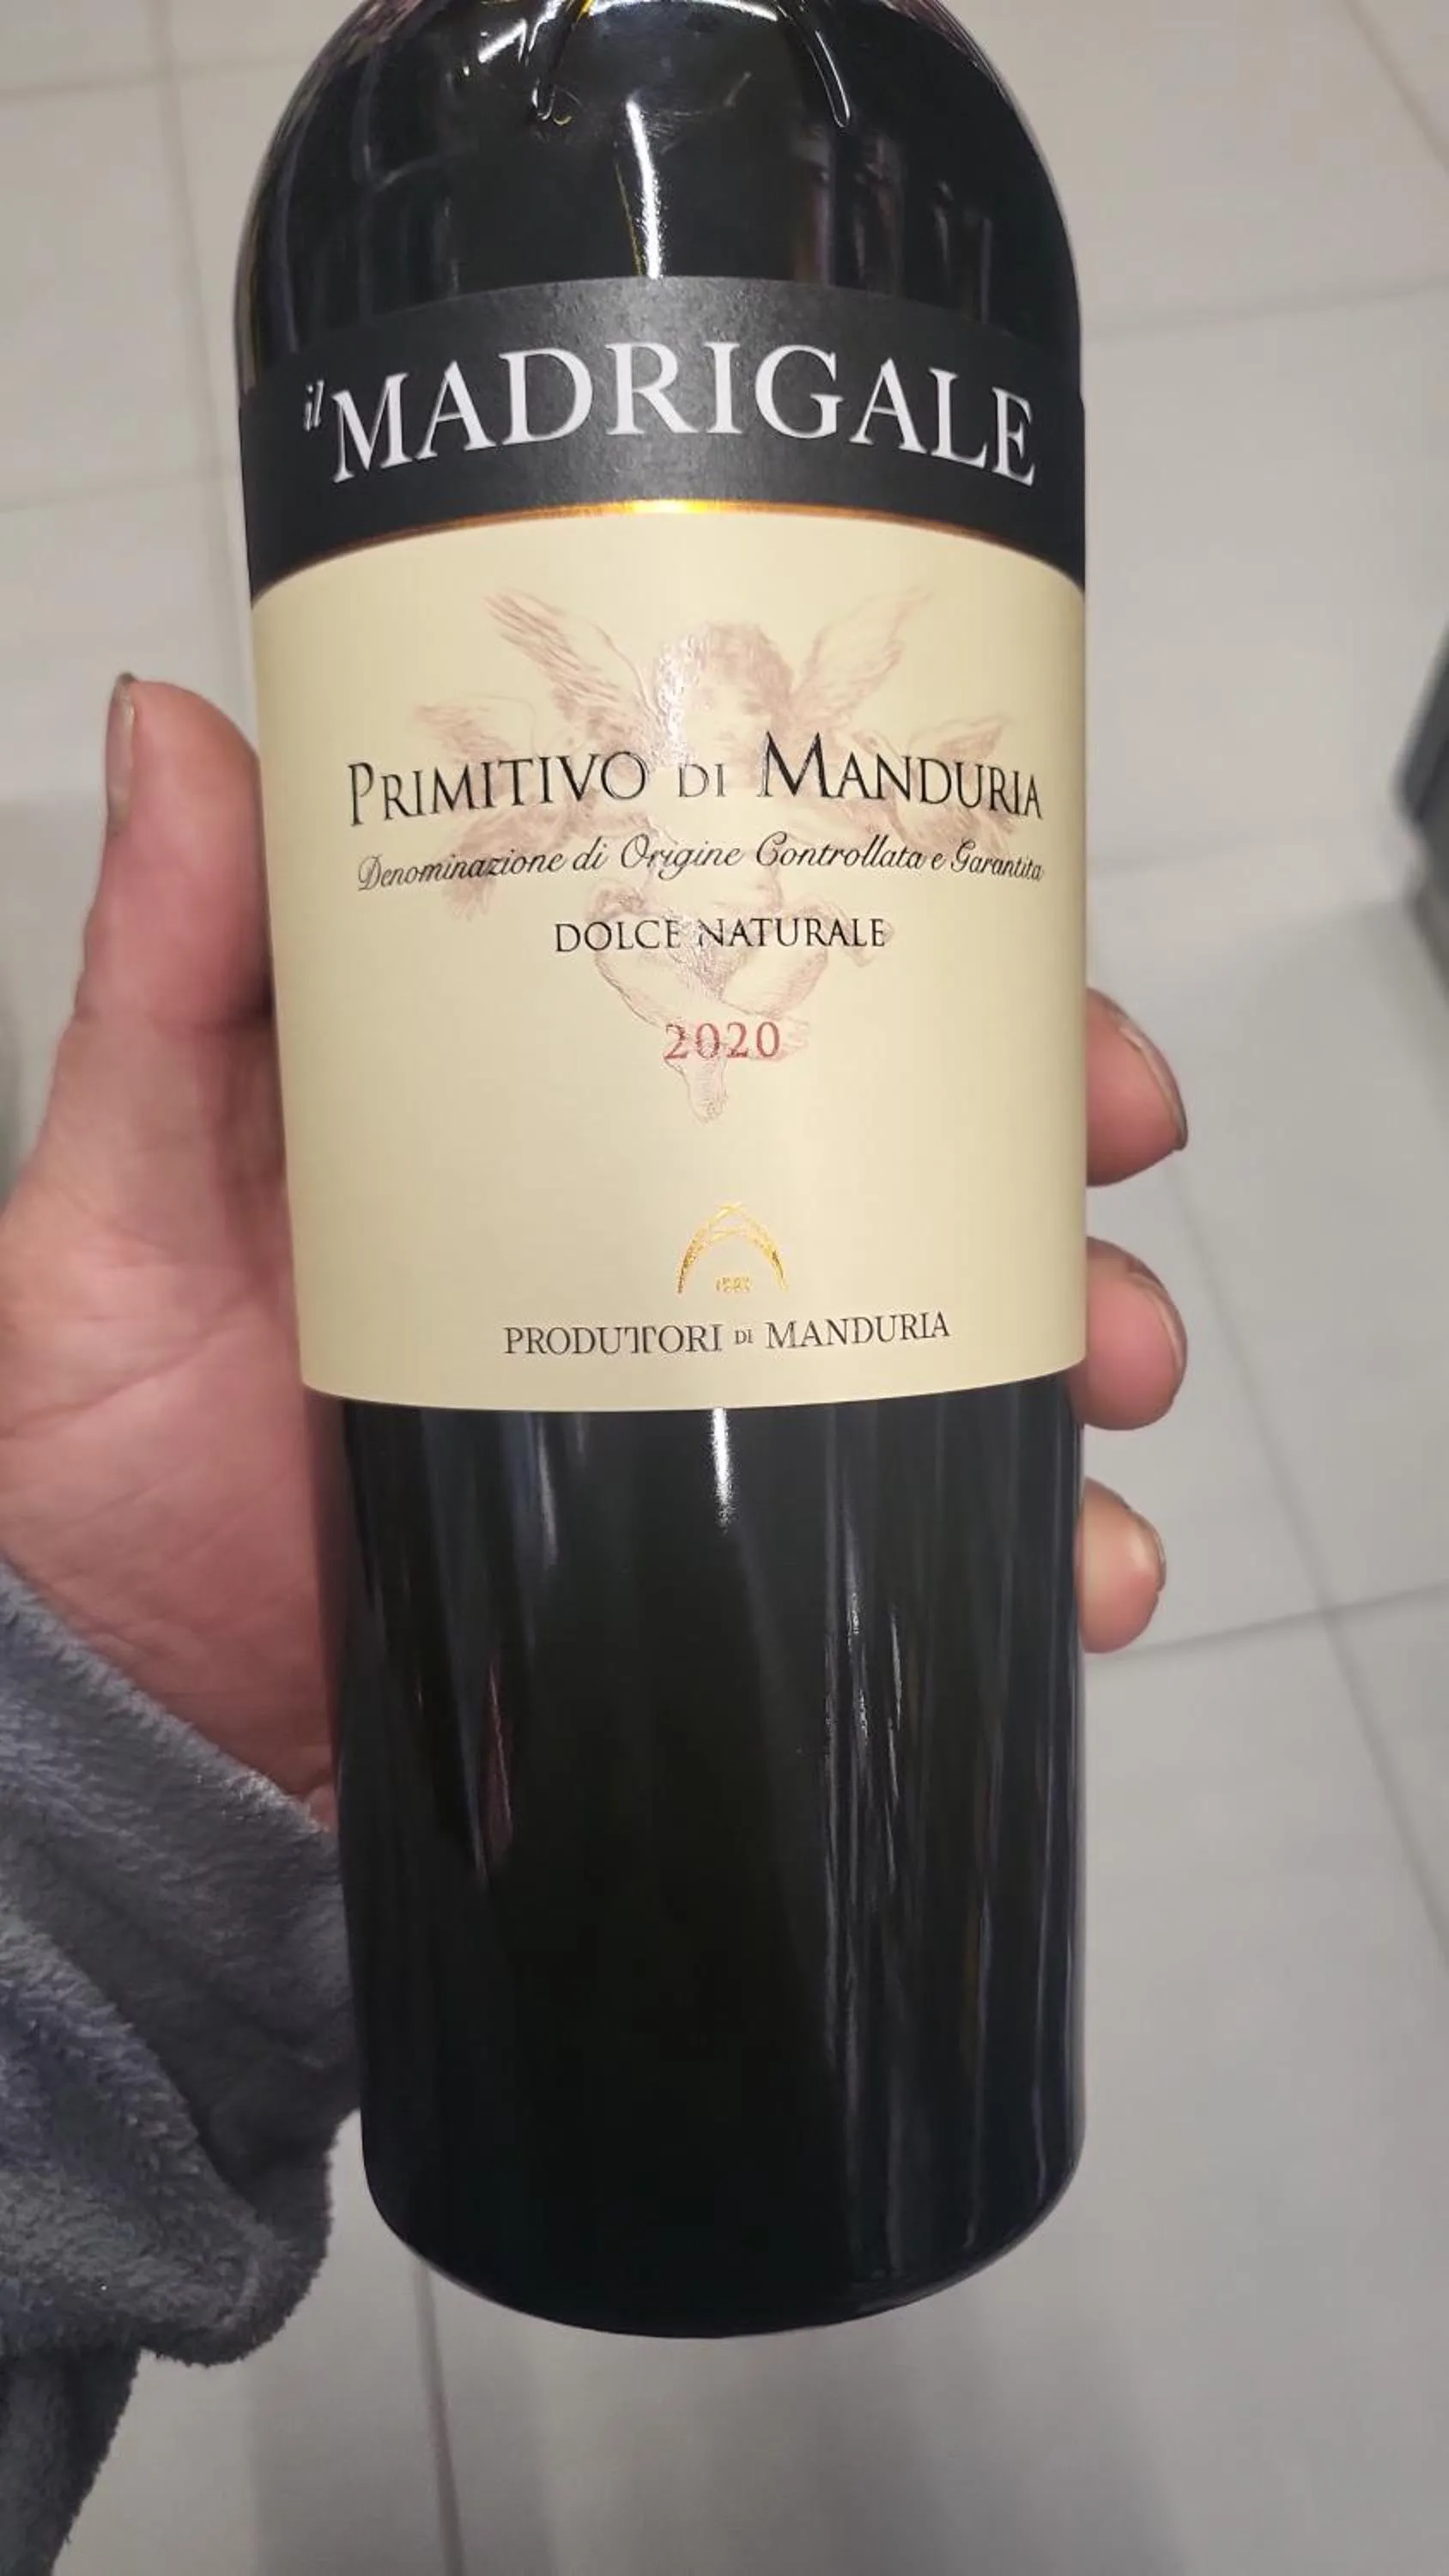 il MADRIGALE
PRIMITIVO DI MANDURIA
Denominazione di Origine Controllata e Garantita
DOLCE NATURALE
2020
PRODUTTORI DI MANDURIA